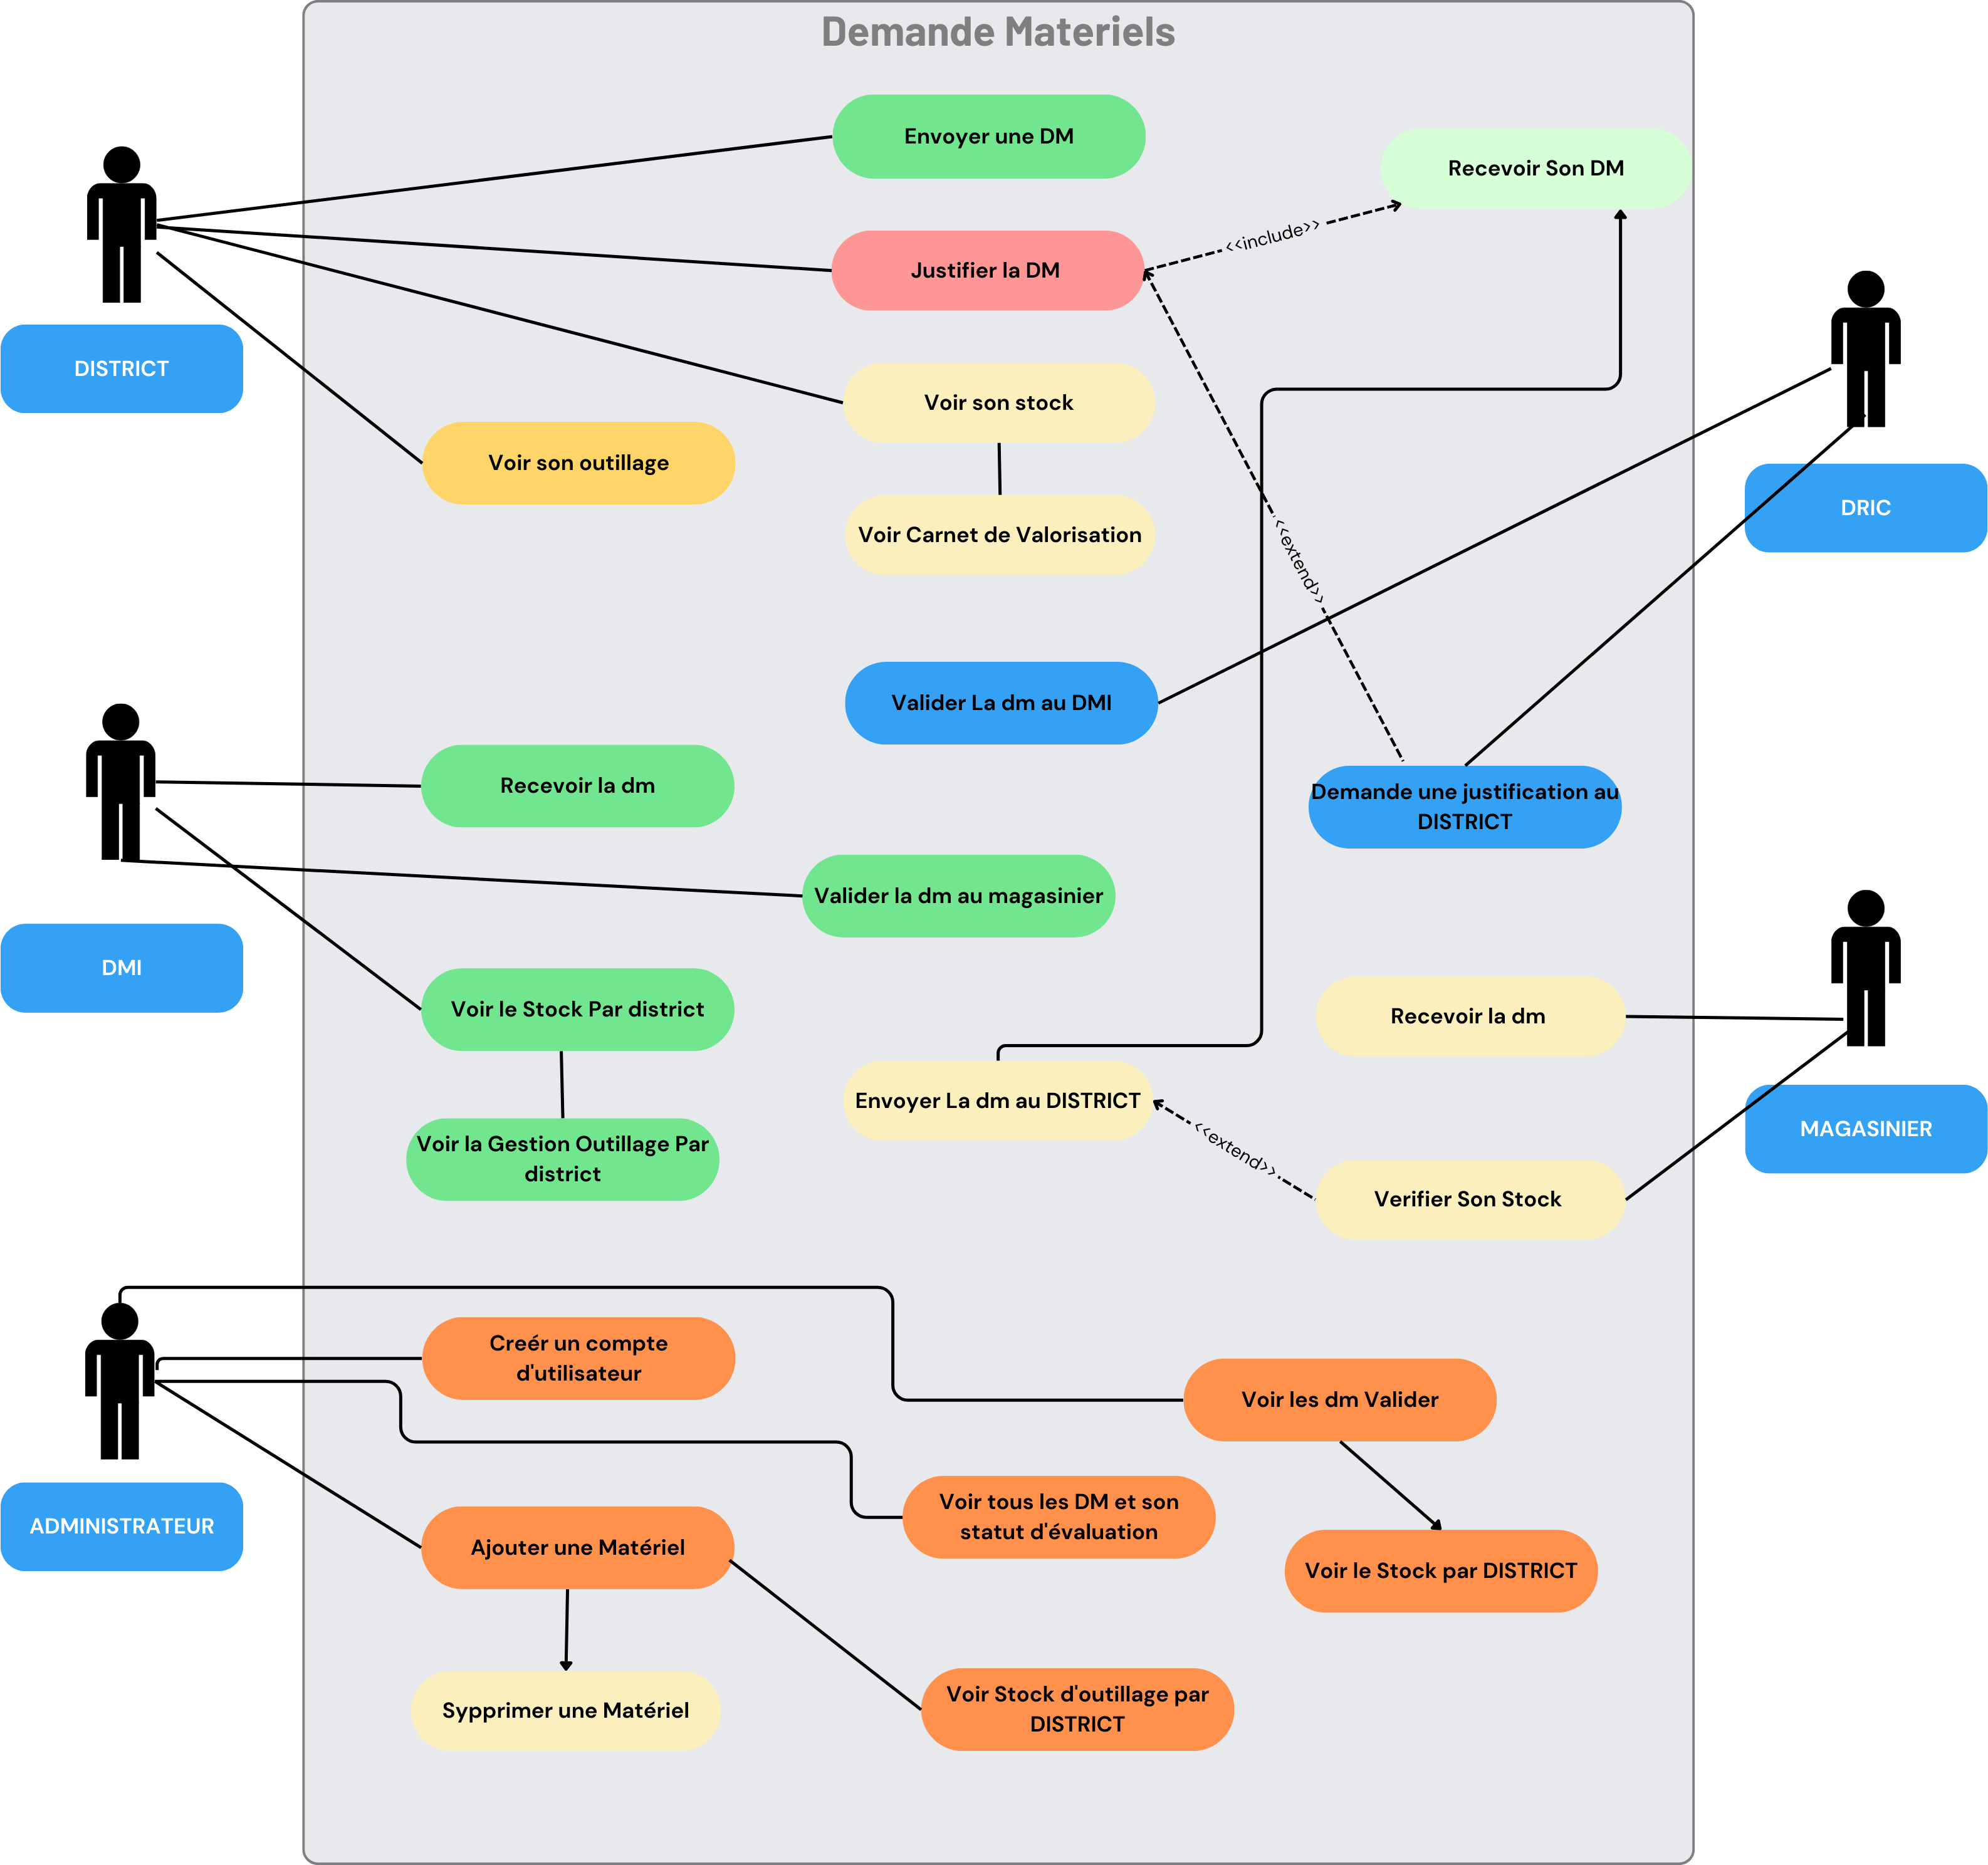 Demande Materiels
Envoyer une DM
Recevoir Son DM
<<include>>
Justifier la DM
DISTRICT
Voir son stock
Voir son outillage
DRIC
Voir Carnet de Valorisation
<<extend>>
Valider La dm au DMI
Recevoir la dm
Demande une justification au
DISTRICT
Valider la dm au magasinier
DMI
Voir le Stock Par district
Recevoir la dm
Envoyer La dm au DISTRICT
MAGASINIER
<<extend>>
Voir la Gestion Outillage Par
district
Verifier Son Stock
Creér un compte
d'utilisateur
Voir les dm Valider
Voir tous les DM et son
statut d'évaluation
ADMINISTRATEUR
Ajouter une Matériel
Voir le Stock par DISTRICT
Sypprimer une Matériel
Voir Stock d'outillage par
DISTRICT